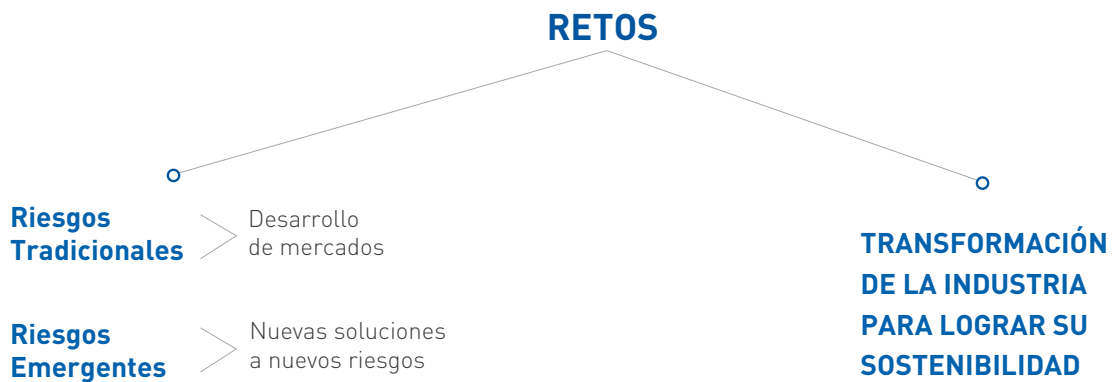 RETOS
Riesgos
Tradicionales
Desarrollo
de mercados
Riesgos
Emergentes
Nuevas soluciones
a nuevos riesgos
TRANSFORMACIÓN
DE LA INDUSTRIA
PARA LOGRAR SU
SOSTENIBILIDAD